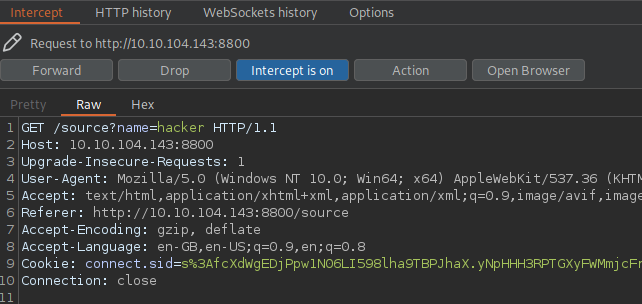 Intercept HTTP history WebSockets history Options
Request to http://10.10.104.143:8800
Forward Drop Intercept is on Action Open Browser
Pretty Raw Hex
1 GET /source?name=hacker HTTP/1.1
2 Host: 10.10.104.143:8800
3 Upgrade-Insecure-Requests: 1
4 User-Agent: Mozilla/5.0 (Windows NT 10.0; Win64; x64) AppleWebKit/537.36 (KHTM
5 Accept: text/html,application/xhtml+xml,application/xml;q=0.9,image/avif,image
6 Referer: http://10.10.104.143:8800/source
7 Accept-Encoding: gzip, deflate
8 Accept-Language: en-GB,en-US;q=0.9,en;q=0.8
9 Cookie: connect.sid=s%3AfcXdWgEDjPpw1NO6LI598lha9TBPJhaX.yNpHHH3RPTGXyFWMmjcFr
10 Connection: close
11